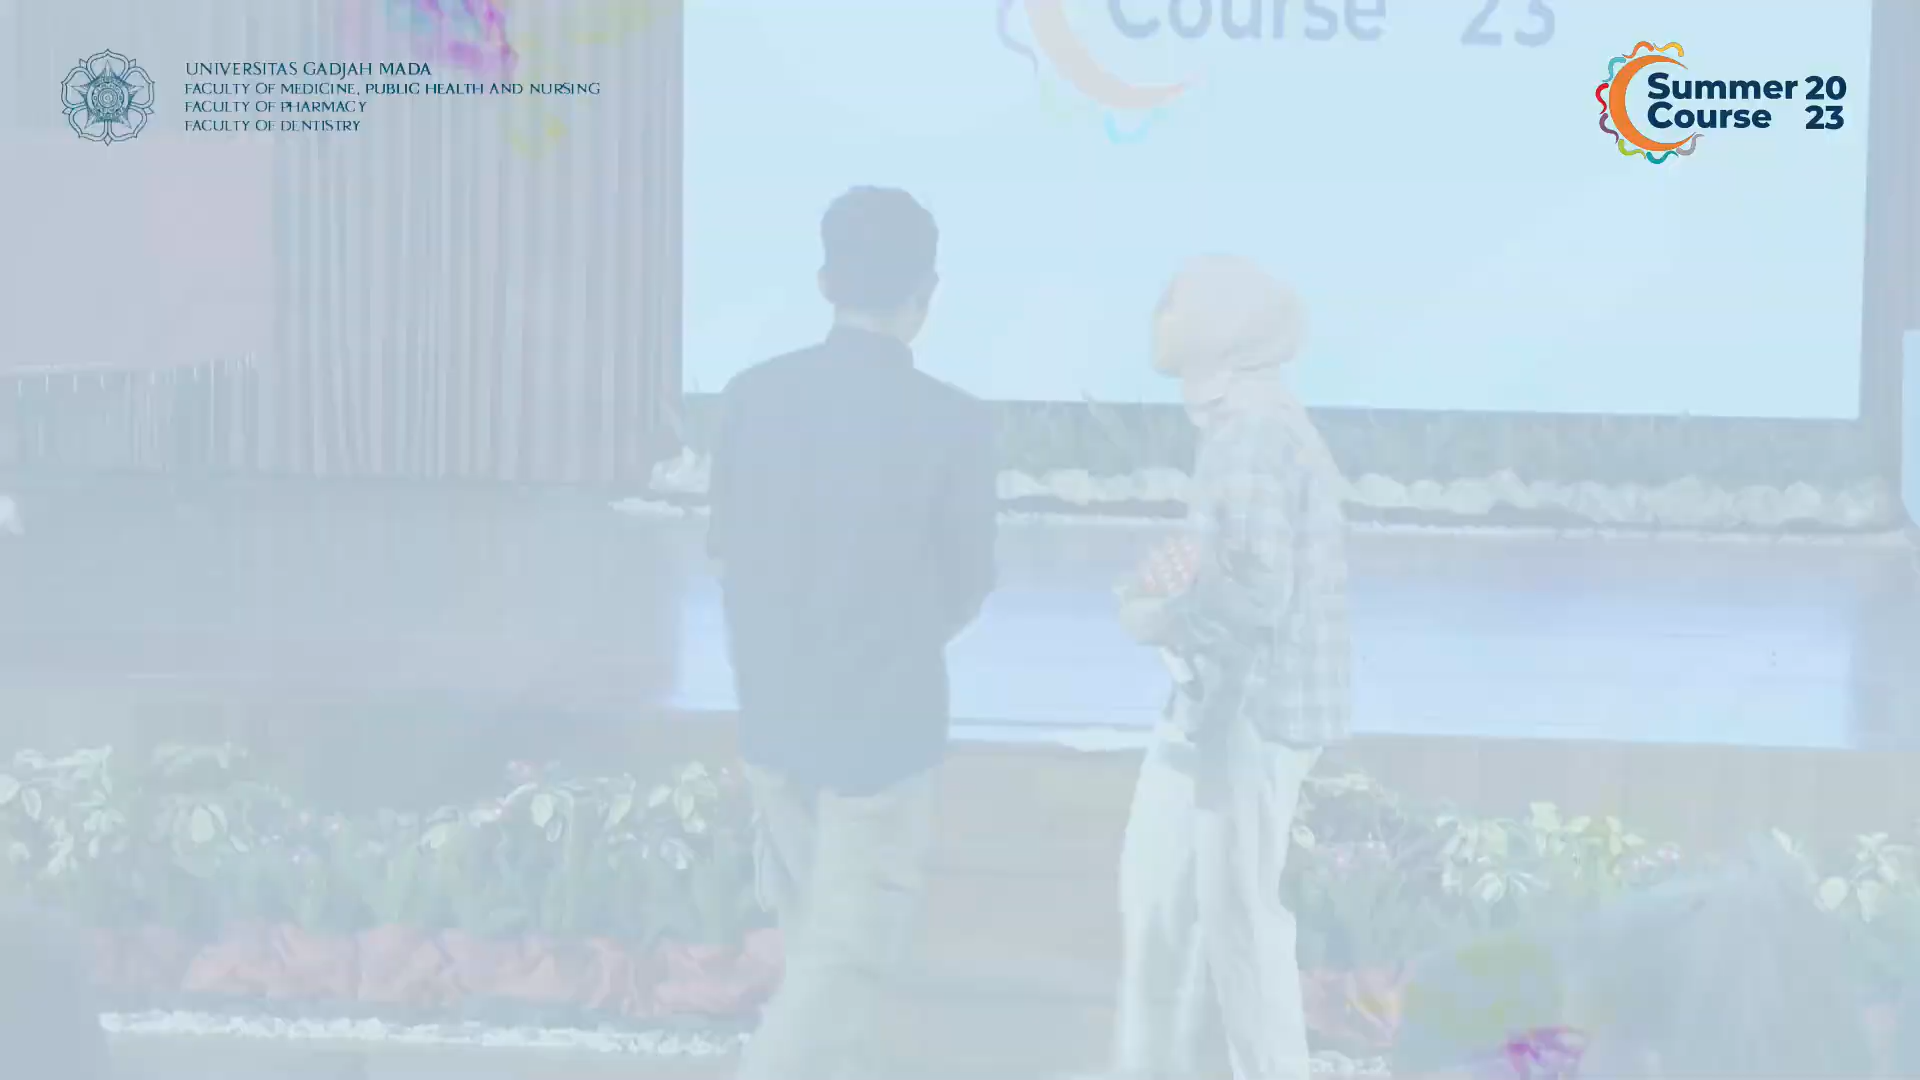 UNIVERSITAS GADJAH MADA
FACULTY OF MEDICINE, PUBLIC HEALTH AND NURSING
FACULTY OF PHARMACY
FACULTY OF DENTISTRY
Summer 20
Course 23
Course 23